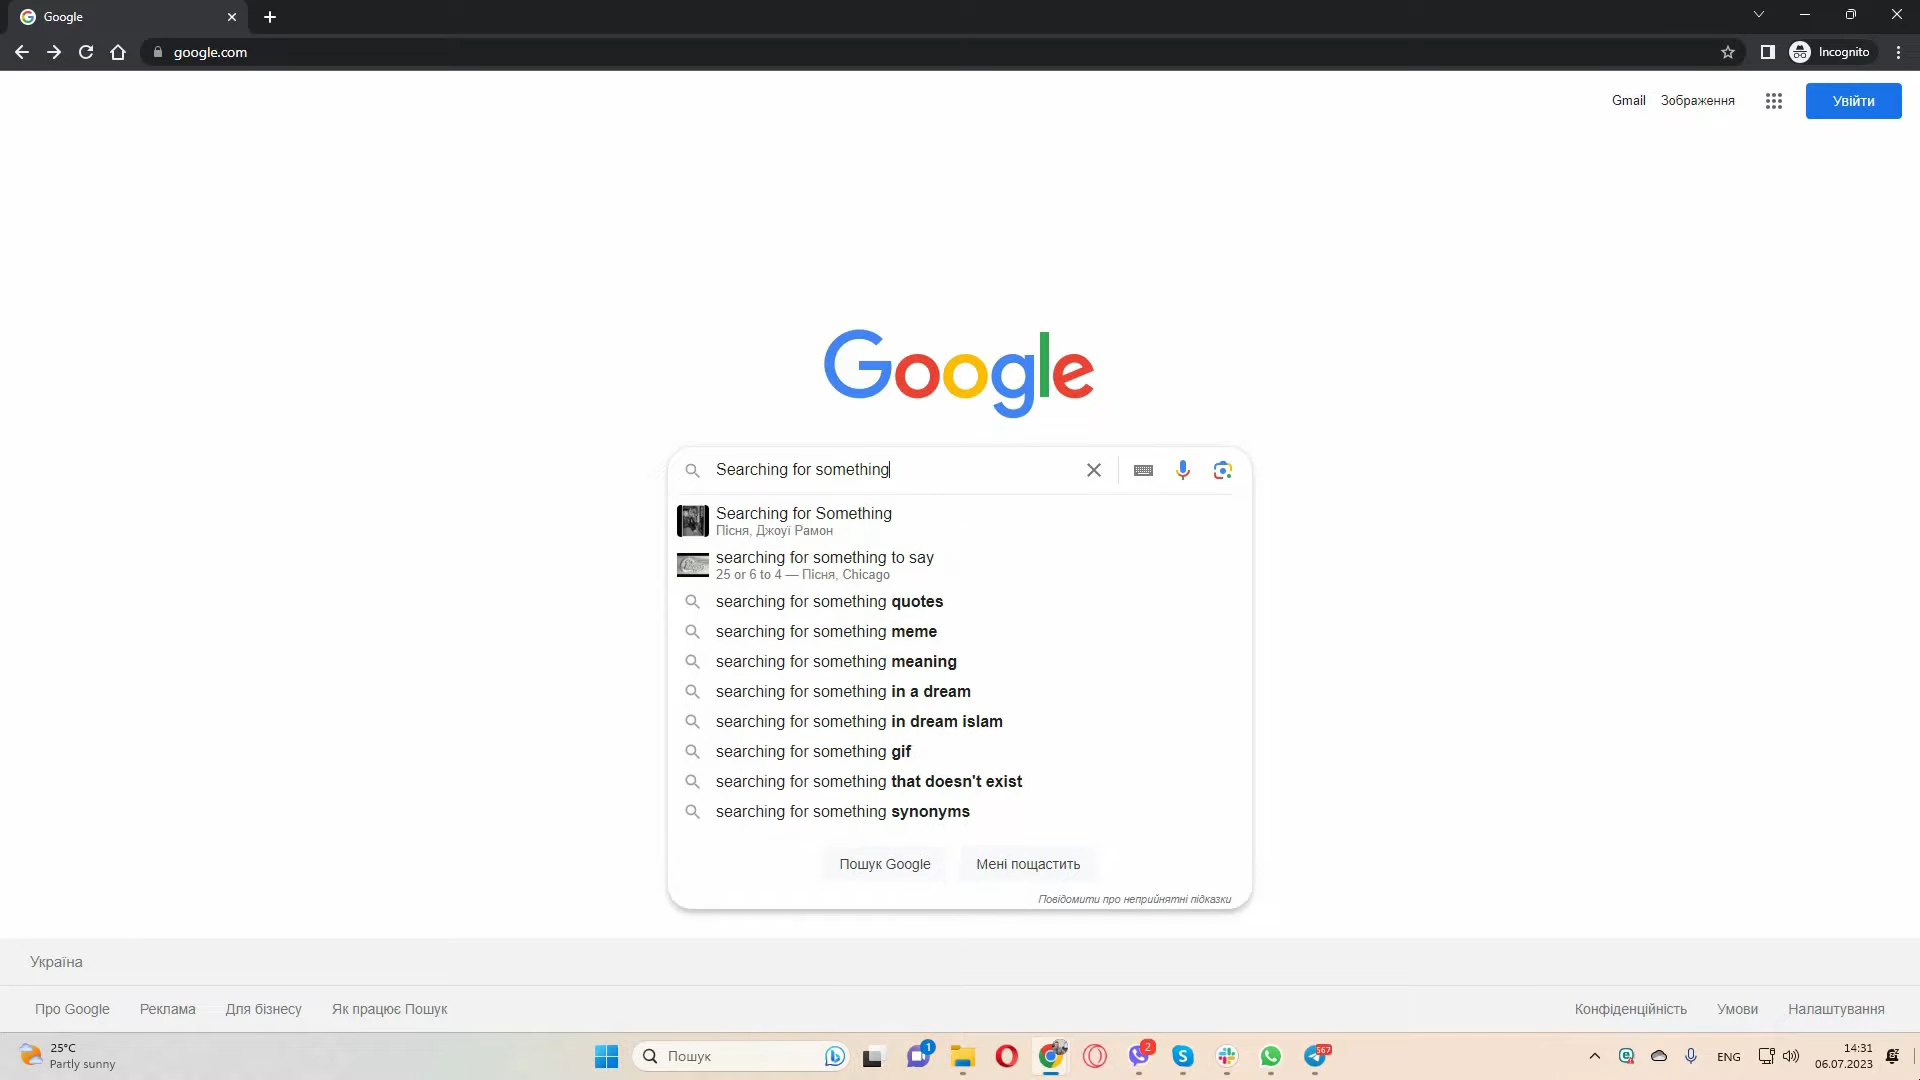 Google
google.com
Incognito
Gmail
Зображення
Увійти
Google
Searching for something
Searching for Something
Пісня, Джоуї Рамон
searching for something to say
25 or 6 to 4 — Пісня, Chicago
searching for something quotes
searching for something meme
searching for something meaning
searching for something in a dream
searching for something in dream islam
searching for something gif
searching for something that doesn't exist
searching for something synonyms
Пошук Google
Мені пощастить
Повідомити про неприйнятні підказки
Україна
Про Google
Реклама
Для бізнесу
Як працює Пошук
Конфіденційність
Умови
Налаштування
25°C
Partly sunny
Пошук
1
2
567
ENG
14:31
06.07.2023